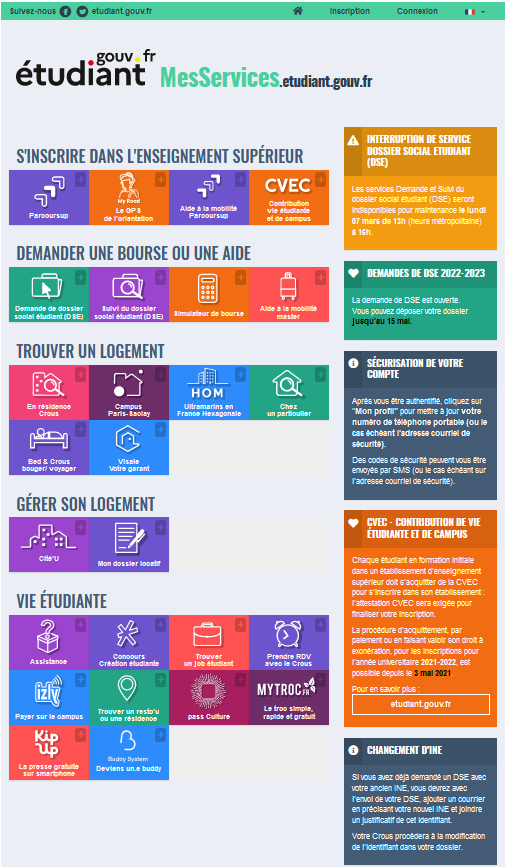 Suivez-nous etudiant.gouv.fr
Inscription
Connexion
gouv.fr
étudiant
MesServices.etudiant.gouv.fr
S'INSCRIRE DANS L'ENSEIGNEMENT SUPÉRIEUR
Parcoursup
My Road
Le GPS
de l'orientation
Aide à la mobilité
Parcoursup
CVEC
Contribution
vie étudiante
et de campus
DEMANDER UNE BOURSE OU UNE AIDE
Demande de dossier
social étudiant (DSE)
Suivi du dossier
social étudiant (DSE)
Simulateur de bourse
Aide à la mobilité
master
TROUVER UN LOGEMENT
En résidence
Crous
Campus
Paris-Saclay
HOM
Ultramarins en
France Hexagonale
Chez
un particulier
Bed & Crous
bouger/ voyager
Visale
Votre garant
GÉRER SON LOGEMENT
Cité'U
Mon dossier locatif
VIE ÉTUDIANTE
Assistance
Concours
Création étudiante
Trouver
un job étudiant
Prendre RDV
avec le Crous
izly
Payer sur le campus
Trouver un resto'u
ou une résidence
pass Culture
MYTROC.FR
Le troc simple,
rapide et gratuit
Kip UP
La presse gratuite
sur smartphone
Buddy System
Deviens un.e buddy
INTERRUPTION DE SERVICE
DOSSIER SOCIAL ETUDIANT
(DSE)
Les services Demande et Suivi du
dossier social étudiant (DSE) seront
indisponibles pour maintenance le lundi
07 mars de 13h (heure métropolitaine)
à 16h.
DEMANDES DE DSE 2022-2023
La demande de DSE est ouverte.
Vous pouvez déposer votre dossier
jusqu'au 15 mai.
SÉCURISATION DE VOTRE
COMPTE
Après vous être authentifié, cliquez sur
"Mon profil" pour mettre à jour votre
numéro de téléphone portable (ou le
cas échéant l'adresse courriel de
sécurité).
Des codes de sécurité peuvent vous être
envoyés par SMS (ou le cas échéant sur
l'adresse courriel de sécurité).
CVEC - CONTRIBUTION DE VIE
ÉTUDIANTE ET DE CAMPUS
Chaque étudiant en formation initiale
dans un établissement d'enseignement
supérieur doit s'acquitter de la CVEC
pour s'inscrire dans son établissement :
l'attestation CVEC sera exigée pour
finaliser votre inscription.
La procédure d'acquittement, par
paiement ou en faisant valoir son droit à
exonération, pour les inscriptions pour
l'année universitaire 2021-2022, est
possible depuis le 3 mai 2021.
Pour en savoir plus :
etudiant.gouv.fr
CHANGEMENT D'INE
Si vous avez déjà demandé un DSE avec
votre ancien INE, vous devrez avec
l'envoi de votre DSE, ajouter un courrier
en précisant votre nouvel INE et joindre
un justificatif de cet identifiant.
Votre Crous procèdera à la modification
de l'identifiant dans votre dossier.